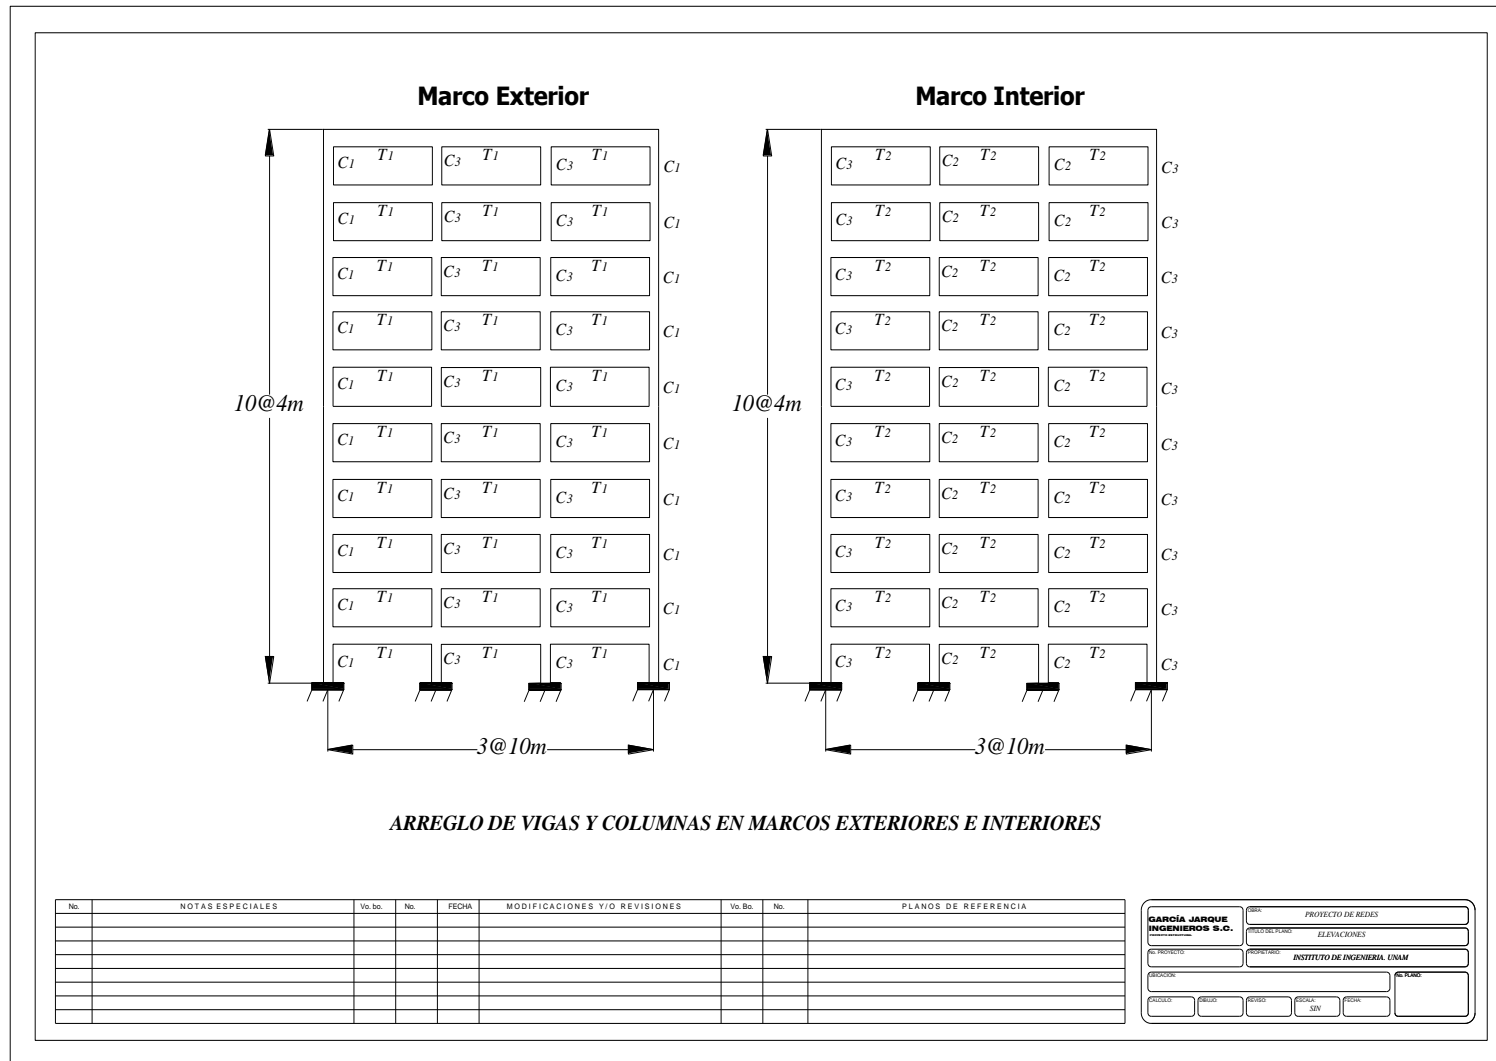 Marco Exterior Marco Interior
C1 T1 C3 T1 C3 T1 C1 C3 T2 C2 T2 C2 T2 C3
C1 T1 C3 T1 C3 T1 C1 C3 T2 C2 T2 C2 T2 C3
C1 T1 C3 T1 C3 T1 C1 C3 T2 C2 T2 C2 T2 C3
C1 T1 C3 T1 C3 T1 C1 C3 T2 C2 T2 C2 T2 C3
C1 T1 C3 T1 C3 T1 C1 C3 T2 C2 T2 C2 T2 C3
10@4m 10@4m
C1 T1 C3 T1 C3 T1 C1 C3 T2 C2 T2 C2 T2 C3
C1 T1 C3 T1 C3 T1 C1 C3 T2 C2 T2 C2 T2 C3
C1 T1 C3 T1 C3 T1 C1 C3 T2 C2 T2 C2 T2 C3
C1 T1 C3 T1 C3 T1 C1 C3 T2 C2 T2 C2 T2 C3
C1 T1 C3 T1 C3 T1 C1 C3 T2 C2 T2 C2 T2 C3
3@10m 3@10m
ARREGLO DE VIGAS Y COLUMNAS EN MARCOS EXTERIORES E INTERIORES
No. NOTAS ESPECIALES Vo. bo. No. FECHA MODIFICACIONES Y/O REVISIONES Vo. Bo. No. PLANOS DE REFERENCIA
GARCÍA JARQUE
INGENIEROS S.C.
OBRA: PROYECTO DE REDES
TITULO DEL PLANO: ELEVACIONES
No. PROYECTO:
PROPIETARIO: INSTITUTO DE INGENIERIA. UNAM
UBICACION:
No. PLANO:
CALCULO: DIBUJO: REVISO: ESCALA: SIN FECHA: